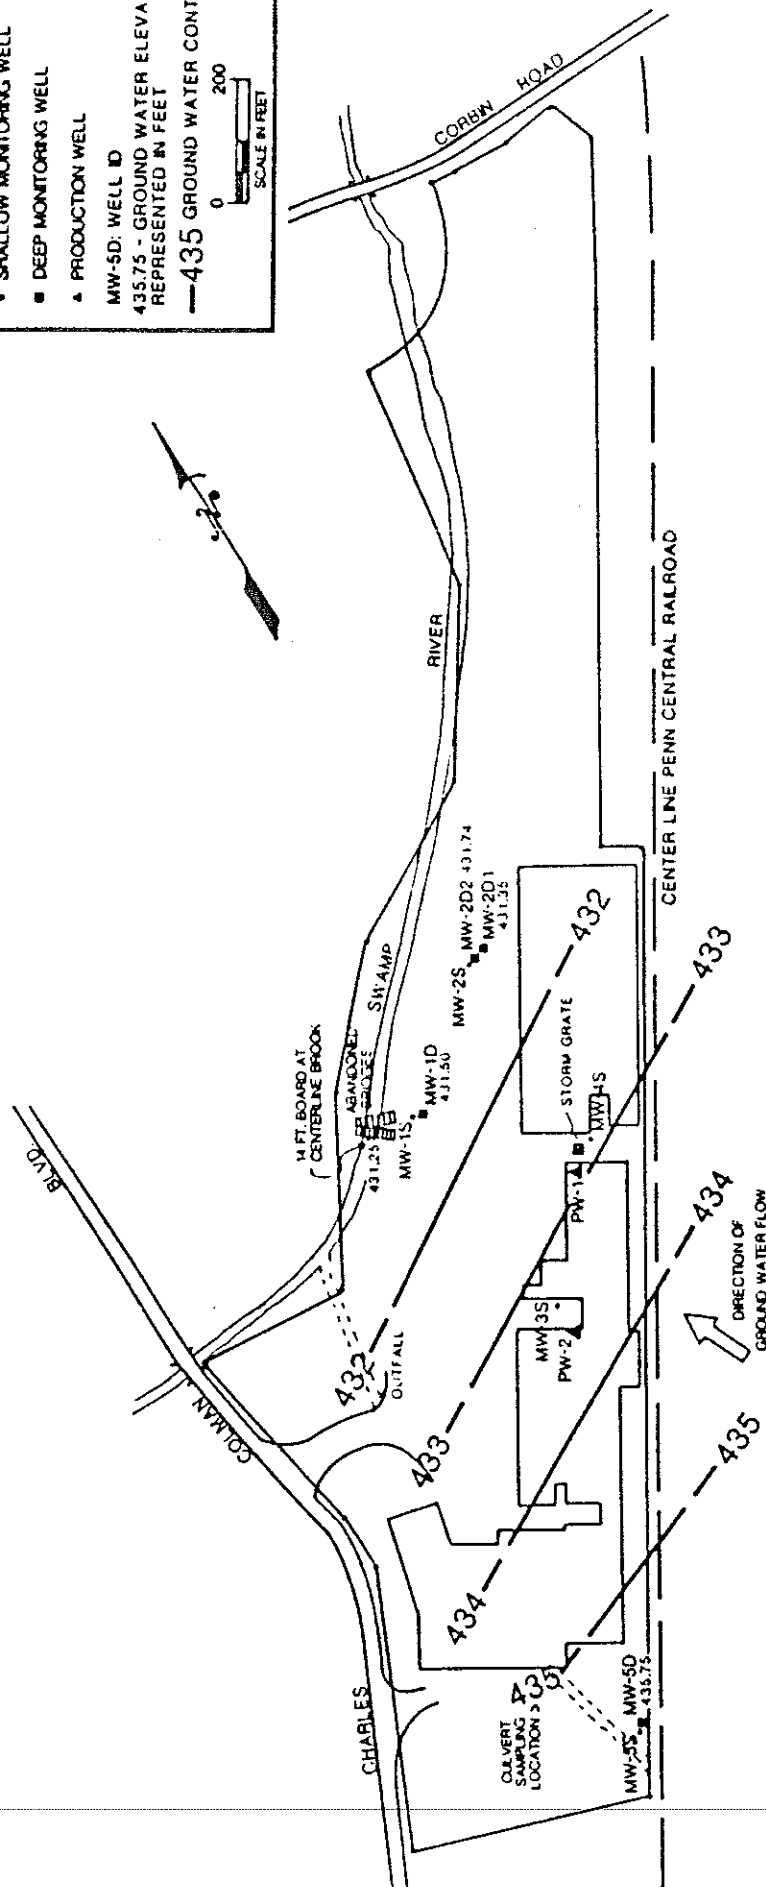 SHALLOW MONITORING WELL
■ DEEP MONITORING WELL
▲ PRODUCTION WELL
MW-5D: WELL ID
435.75 - GROUND WATER ELEVA
REPRESENTED IN FEET
—435 GROUND WATER CONT
0 200
SCALE IN FEET
CORBIN ROAD
RIVER
SWAMP
CENTER LINE PENN CENTRAL RAILROAD
MW-2D2 431.74
MW-2D1
431.35
MW-2S
432
433
14 FT. BOARD AT
CENTERLINE BROOK
ABANDONED
BRIDGES
431.25
MW-1S
MW-1D
431.50
STORM GRATE
MW-4S
PW-1
BLVD.
COLMAN
CHARLES
432
OUTFALL
MW-3S
PW-2
434
DIRECTION OF
GROUND WATER FLOW
433
435
434
435
CULVERT
SAMPLING
LOCATION
MW-5S
MW-5D
435.75